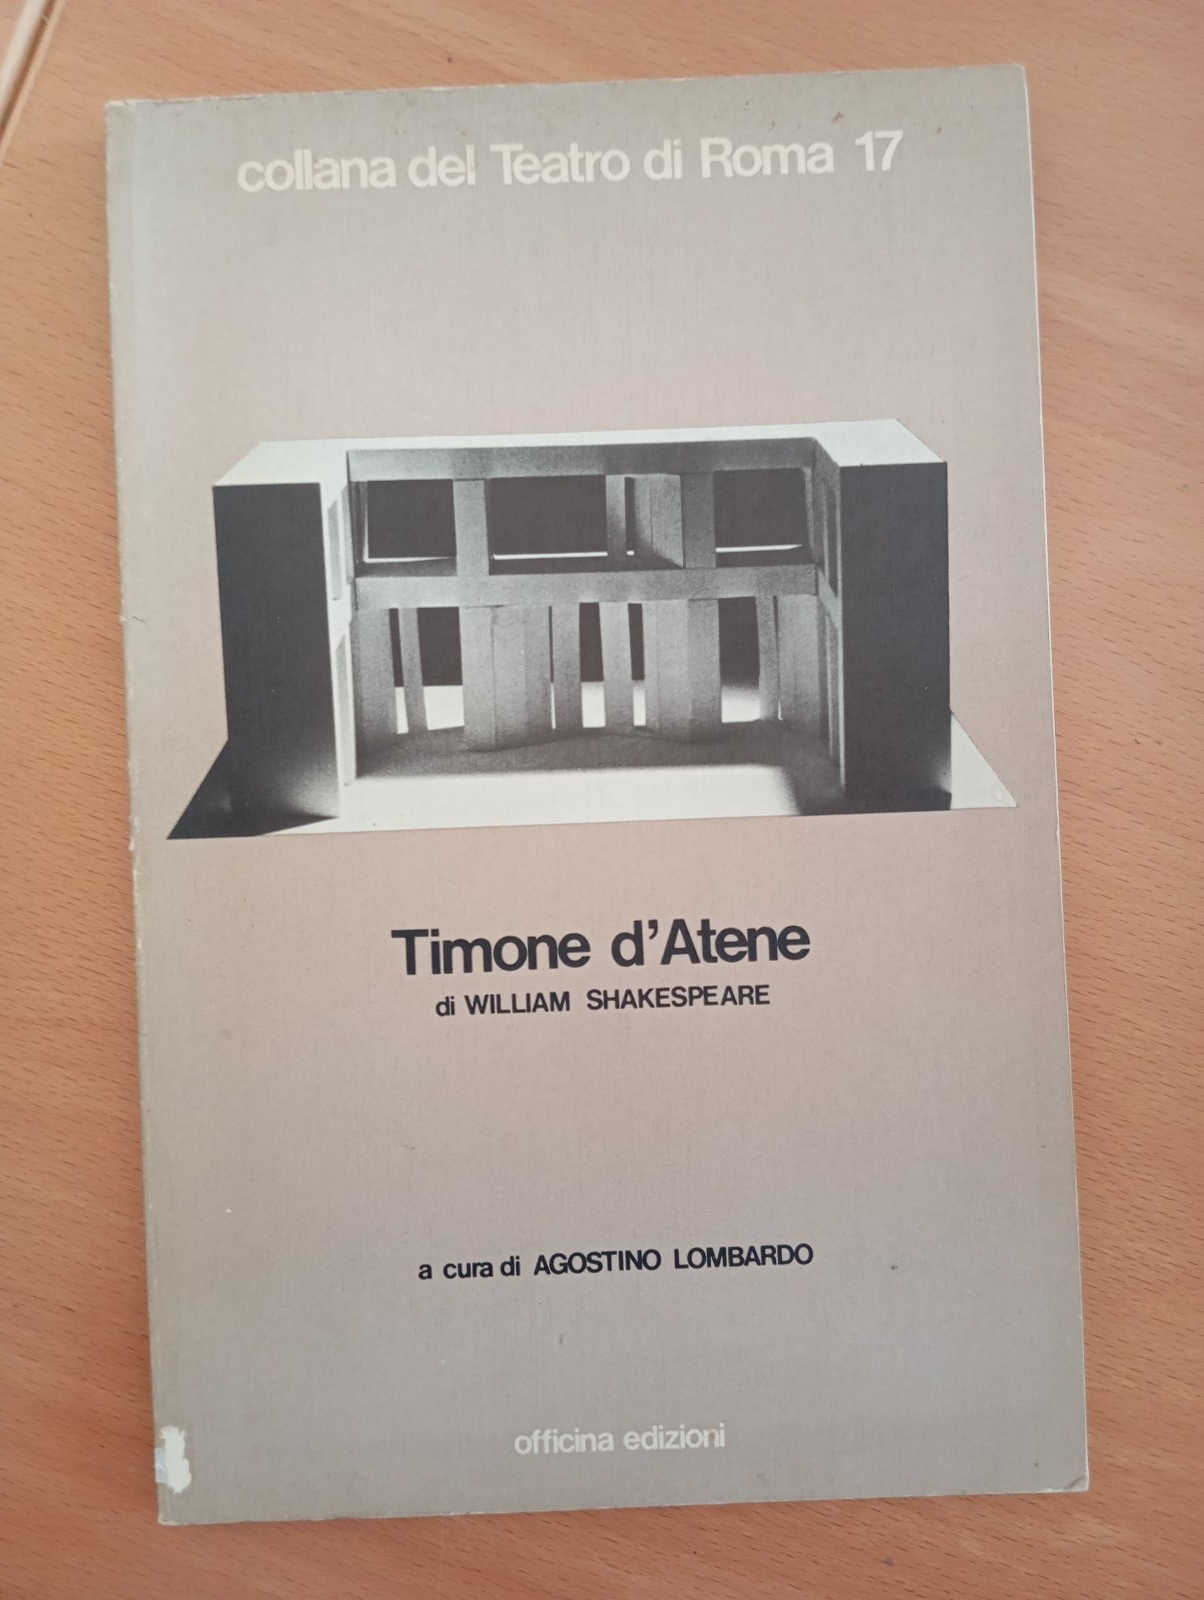 collana del Teatro di Roma 17
Timone d'Atene
di WILLIAM SHAKESPEARE
a cura di AGOSTINO LOMBARDO
officina edizioni